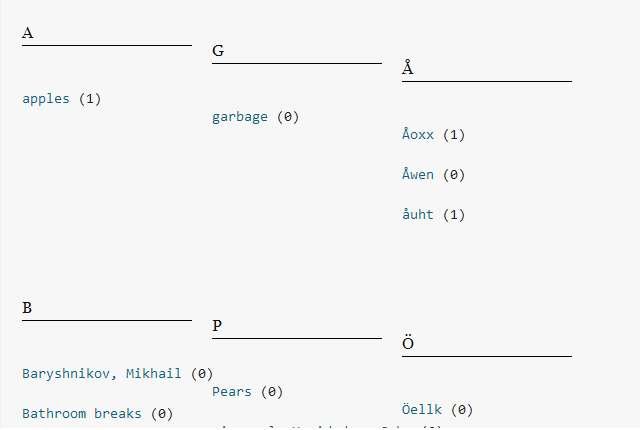 A
apples (1)
G
garbage (0)
Å
Åoxx (1)
Åwen (0)
åuht (1)
B
Baryshnikov, Mikhail (0)
Bathroom breaks (0)
P
Pears (0)
Ö
Öellk (0)